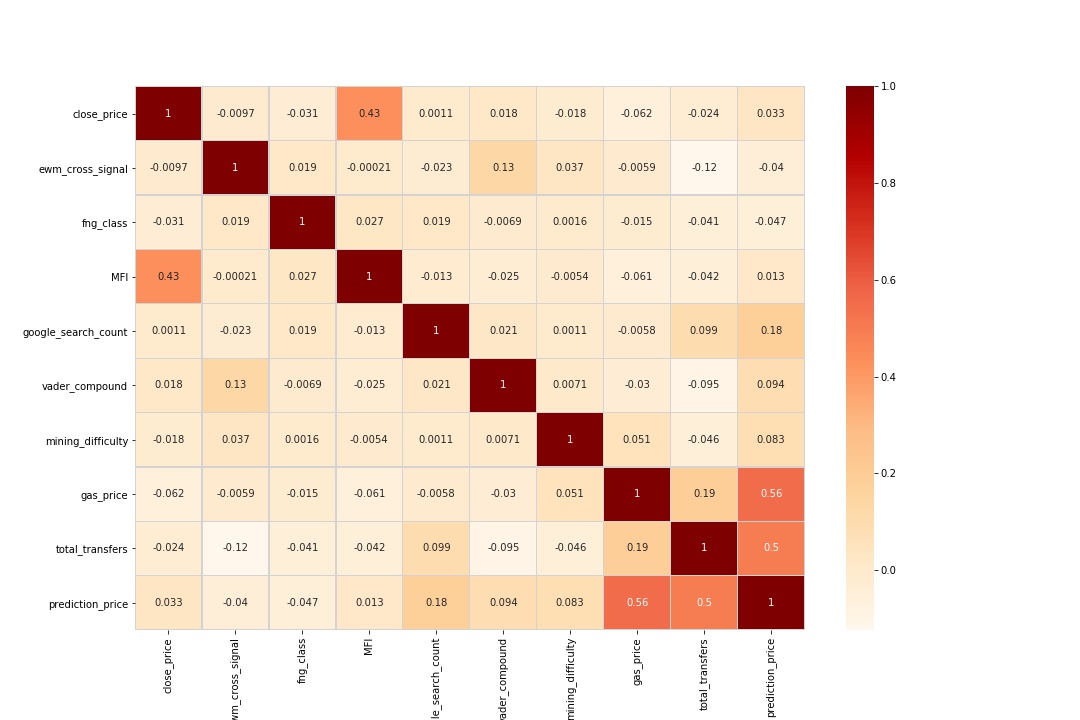 1.0
close_price 1 -0.0097 -0.031 0.43 0.0011 0.018 -0.018 -0.062 -0.024 0.033
ewm_cross_signal -0.0097 1 0.019 -0.00021 -0.023 0.13 0.037 -0.0059 -0.12 -0.04
0.8
fng_class -0.031 0.019 1 0.027 0.019 -0.0069 0.0016 -0.015 -0.041 -0.047
MFI 0.43 -0.00021 0.027 1 -0.013 -0.025 -0.0054 -0.061 -0.042 0.013
0.6
google_search_count 0.0011 -0.023 0.019 -0.013 1 0.021 0.0011 -0.0058 0.099 0.18
0.4
vader_compound 0.018 0.13 -0.0069 -0.025 0.021 1 0.0071 -0.03 -0.095 0.094
mining_difficulty -0.018 0.037 0.0016 -0.0054 0.0011 0.0071 1 0.051 -0.046 0.083
0.2
gas_price -0.062 -0.0059 -0.015 -0.061 -0.0058 -0.03 0.051 1 0.19 0.56
total_transfers -0.024 -0.12 -0.041 -0.042 0.099 -0.095 -0.046 0.19 1 0.5
0.0
prediction_price 0.033 -0.04 -0.047 0.013 0.18 0.094 0.083 0.56 0.5 1
close_price
wm_cross_signal
fng_class
MFI
le_search_count
ader_compound
mining_difficulty
gas_price
total_transfers
prediction_price